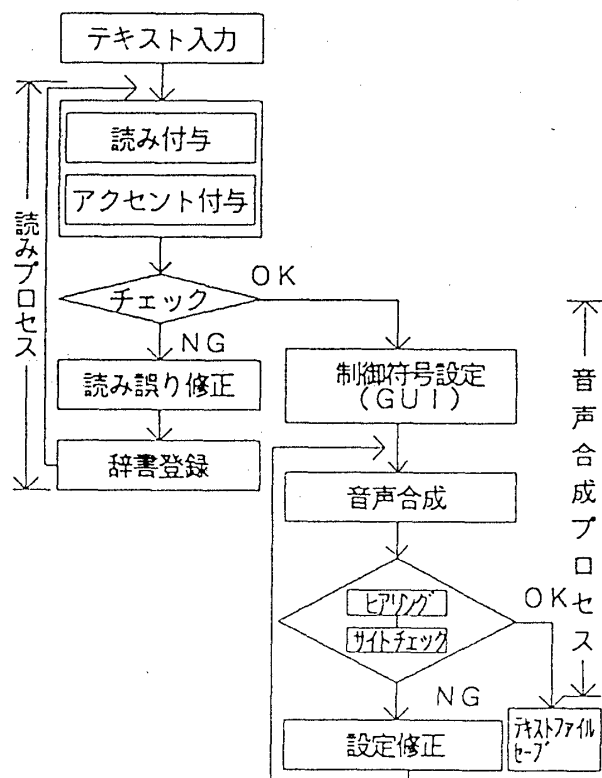 テキスト入力
読み付与
アクセント付与
読みプロセス
チェック
OK
NG
読み誤り修正
辞書登録
制御符号設定
(GUI)
音声合成
音声合成プロセス
ヒアリング
サイトチェック
OK
NG
設定修正
テキストファイル
セーブ